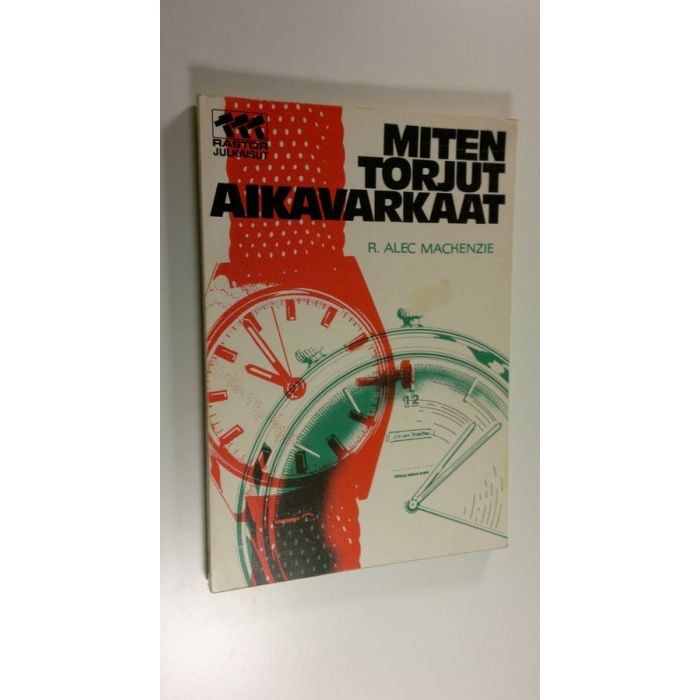 RASTOR
JULKAISUT
MITEN
TORJUT
AIKAVARKAAT
R. ALEC MACKENZIE
12